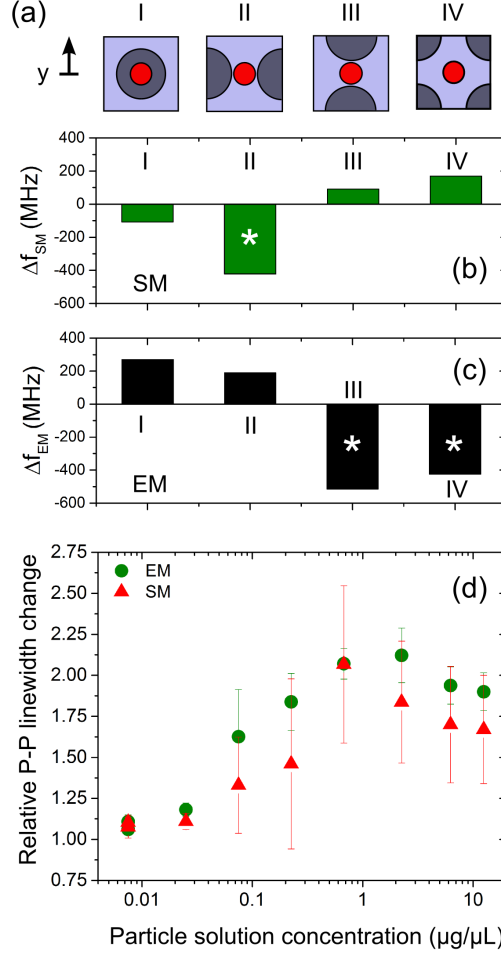 (a) I II III IV
y
400
200
0
-200
-400
-600
Δf_SM (MHz)
I II III IV
*
SM
(b)
200
0
-200
-400
-600
Δf_EM (MHz)
(c)
III
I II
* *
EM
IV
2.75
2.50
2.25
2.00
1.75
1.50
1.25
1.00
0.75
Relative P-P linewidth change
EM
SM
(d)
0.01 0.1 1 10
Particle solution concentration (µg/µL)